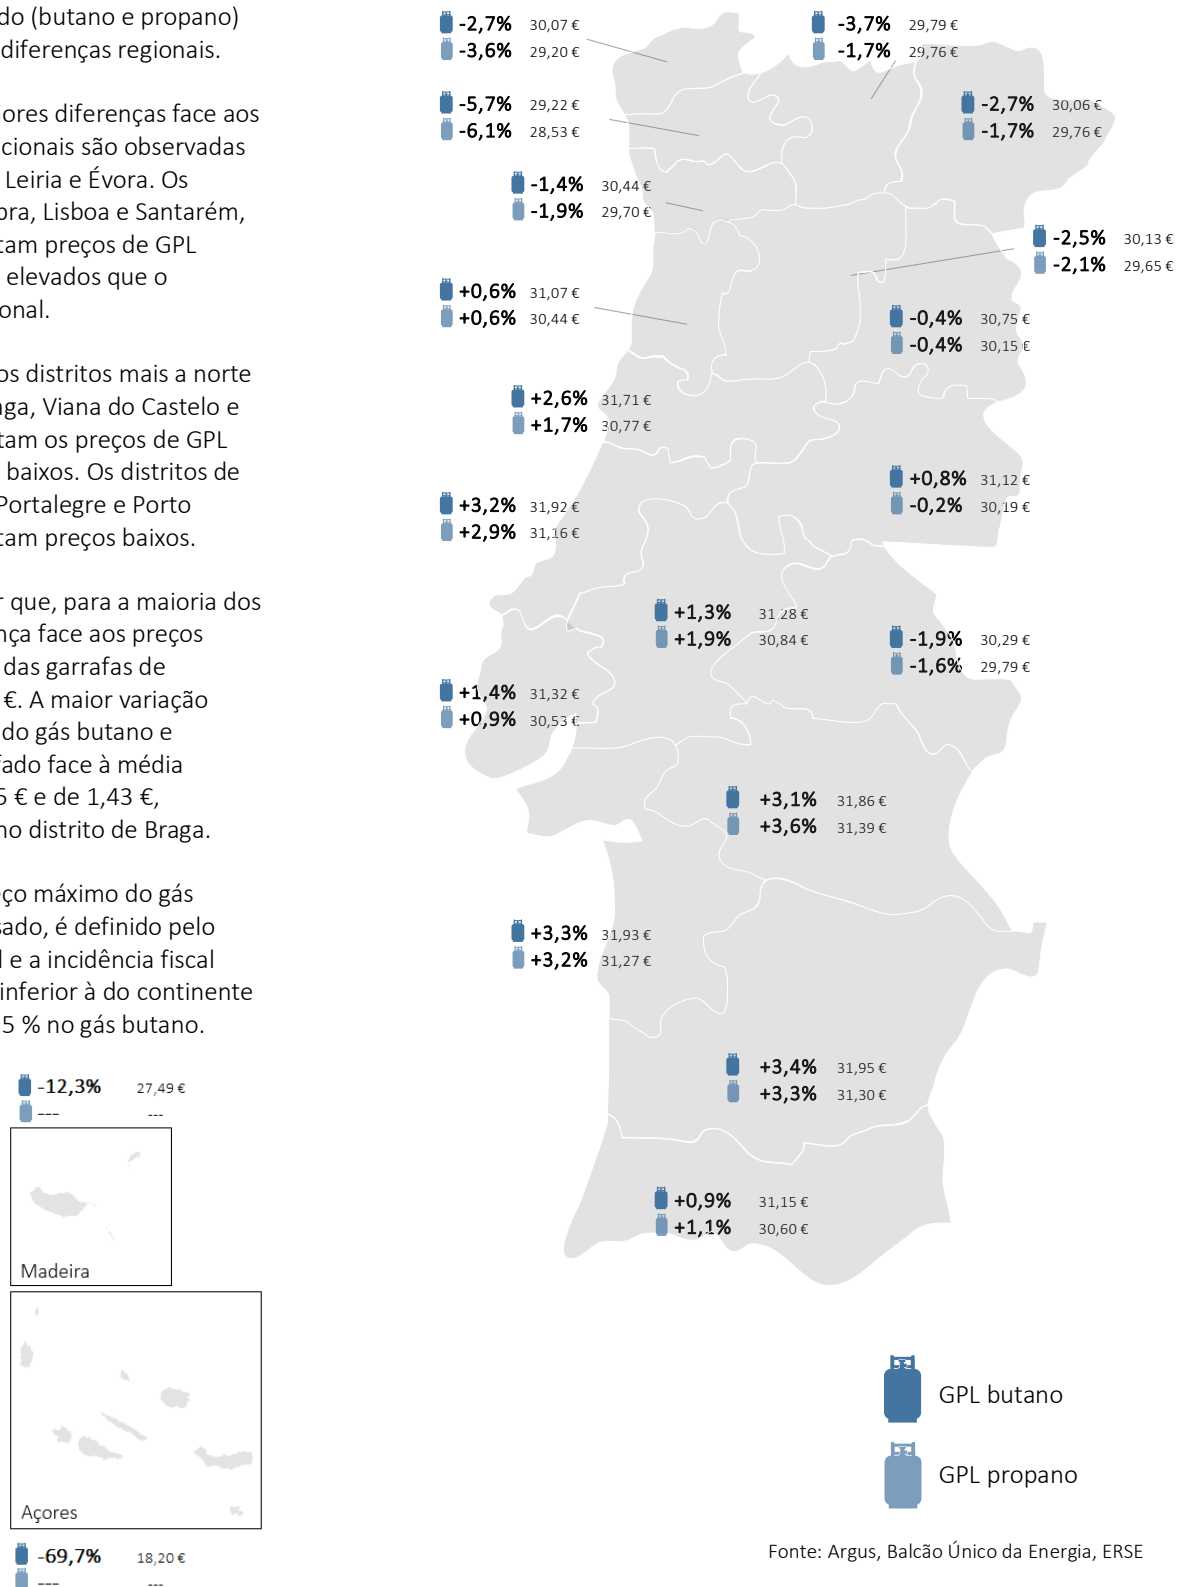 do (butano e propano)
diferenças regionais.
iores diferenças face aos
cionais são observadas
Leiria e Évora. Os
bra, Lisboa e Santarém,
tam preços de GPL
elevados que o
onal.
os distritos mais a norte
aga, Viana do Castelo e
tam os preços de GPL
baixos. Os distritos de
Portalegre e Porto
tam preços baixos.
r que, para a maioria dos
nça face aos preços
das garrafas de
€. A maior variação
do gás butano e
fado face à média
5 € e de 1,43 €,
no distrito de Braga.
eço máximo do gás
sado, é definido pelo
l e a incidência fiscal
inferior à do continente
25 % no gás butano.
-2,7% 30,07 €
-3,6% 29,20 €
-3,7% 29,79 €
-1,7% 29,76 €
-5,7% 29,22 €
-6,1% 28,53 €
-2,7% 30,06 €
-1,7% 29,76 €
-1,4% 30,44 €
-1,9% 29,70 €
-2,5% 30,13 €
-2,1% 29,65 €
+0,6% 31,07 €
+0,6% 30,44 €
-0,4% 30,75 €
-0,4% 30,15 €
+2,6% 31,71 €
+1,7% 30,77 €
+0,8% 31,12 €
-0,2% 30,19 €
+3,2% 31,92 €
+2,9% 31,16 €
+1,3% 31,28 €
+1,9% 30,84 €
-1,9% 30,29 €
-1,6% 29,79 €
+1,4% 31,32 €
+0,9% 30,53 €
+3,1% 31,86 €
+3,6% 31,39 €
+3,3% 31,93 €
+3,2% 31,27 €
+3,4% 31,95 €
+3,3% 31,30 €
+0,9% 31,15 €
+1,1% 30,60 €
-12,3% 27,49 €
--- ---
Madeira
Açores
-69,7% 18,20 €
--- ---
GPL butano
GPL propano
Fonte: Argus, Balcão Único da Energia, ERSE